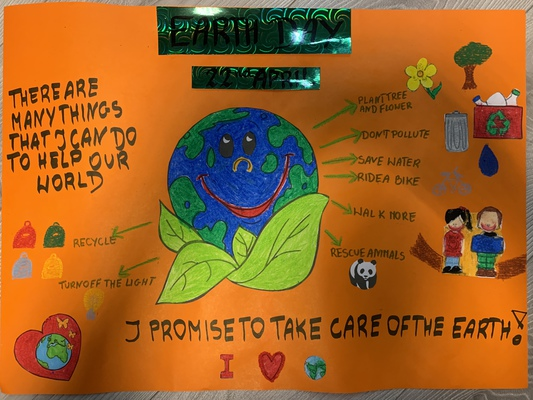 EARTH DAY
22nd APRIL
THERE ARE
MANY THINGS
THAT I CAN DO
TO HELP OUR
WORLD
PLANT TREE
AND FLOWER
DON'T POLLUTE
SAVE WATER
RIDE A BIKE
WALK MORE
RESCUE ANIMALS
RECYCLE
TURN OFF THE LIGHT
I PROMISE TO TAKE CARE OF THE EARTH!
I